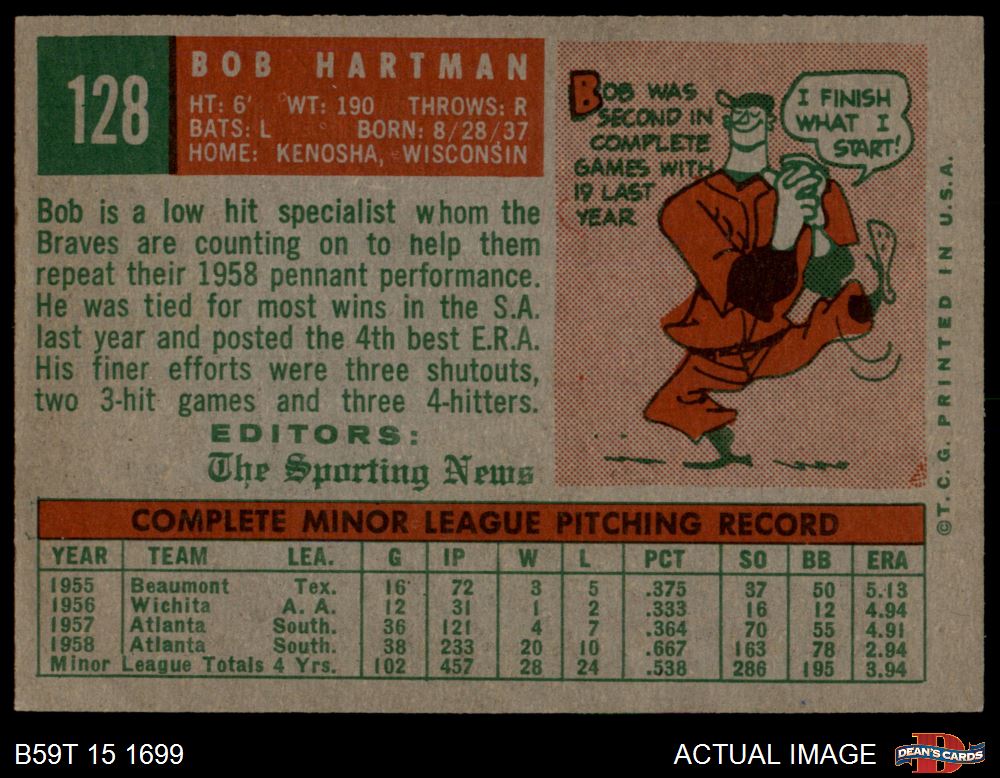 128
BOB HARTMAN
HT: 6' WT: 190 THROWS: R
BATS: L BORN: 8/28/37
HOME: KENOSHA, WISCONSIN
Bob is a low hit specialist whom the
Braves are counting on to help them
repeat their 1958 pennant performance.
He was tied for most wins in the S.A.
last year and posted the 4th best E.R.A.
His finer efforts were three shutouts,
two 3-hit games and three 4-hitters.
EDITORS:
The Sporting News
BOB WAS
SECOND IN
COMPLETE
GAMES WITH
19 LAST
YEAR
I FINISH
WHAT I
START!
©T. C. G. PRINTED IN U.S.A.
COMPLETE MINOR LEAGUE PITCHING RECORD
YEAR TEAM LEA. G IP W L PCT SO BB ERA
1955 Beaumont Tex. 16 72 3 5 .375 37 50 5.13
1956 Wichita A. A. 12 31 1 2 .333 16 12 4.94
1957 Atlanta South. 36 121 4 7 .364 70 55 4.91
1958 Atlanta South. 38 233 20 10 .667 163 78 2.94
Minor League Totals 4 Yrs. 102 457 28 24 .538 286 195 3.94
B59T 15 1699
ACTUAL IMAGE
DEAN'S CARDS